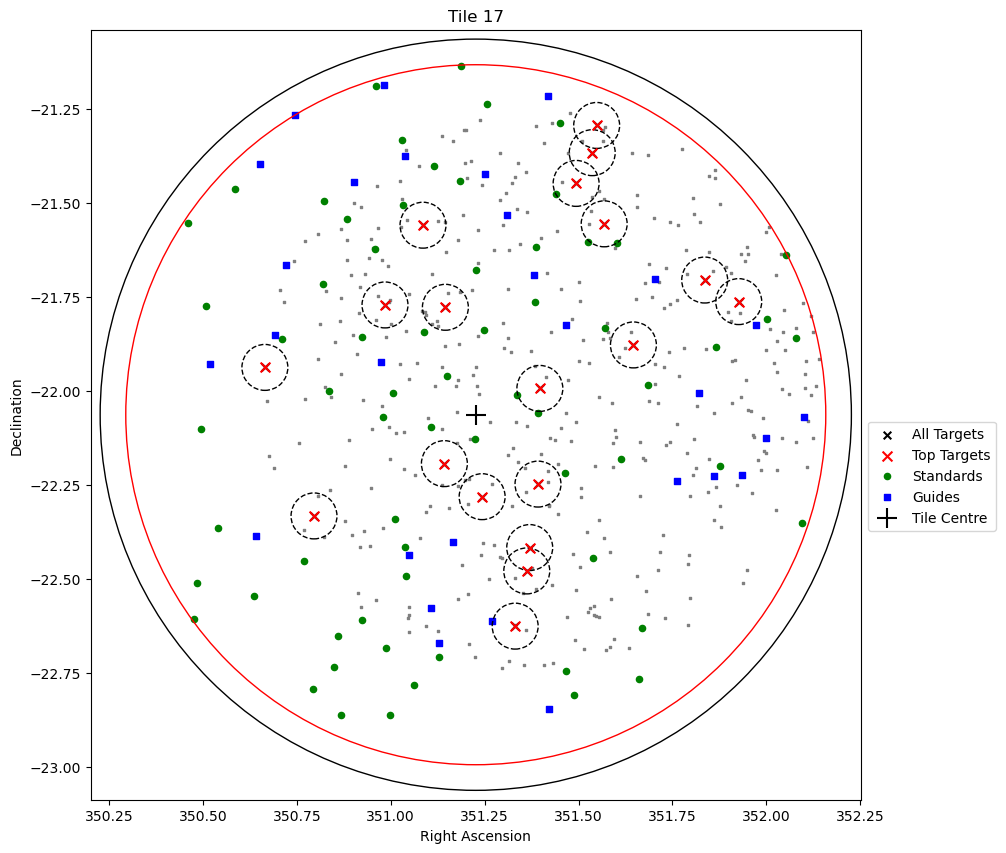 Tile 17
−21.25
−21.50
−21.75
−22.00
−22.25
−22.50
−22.75
−23.00
Declination
350.25
350.50
350.75
351.00
351.25
351.50
351.75
352.00
352.25
Right Ascension
All Targets
Top Targets
Standards
Guides
Tile Centre